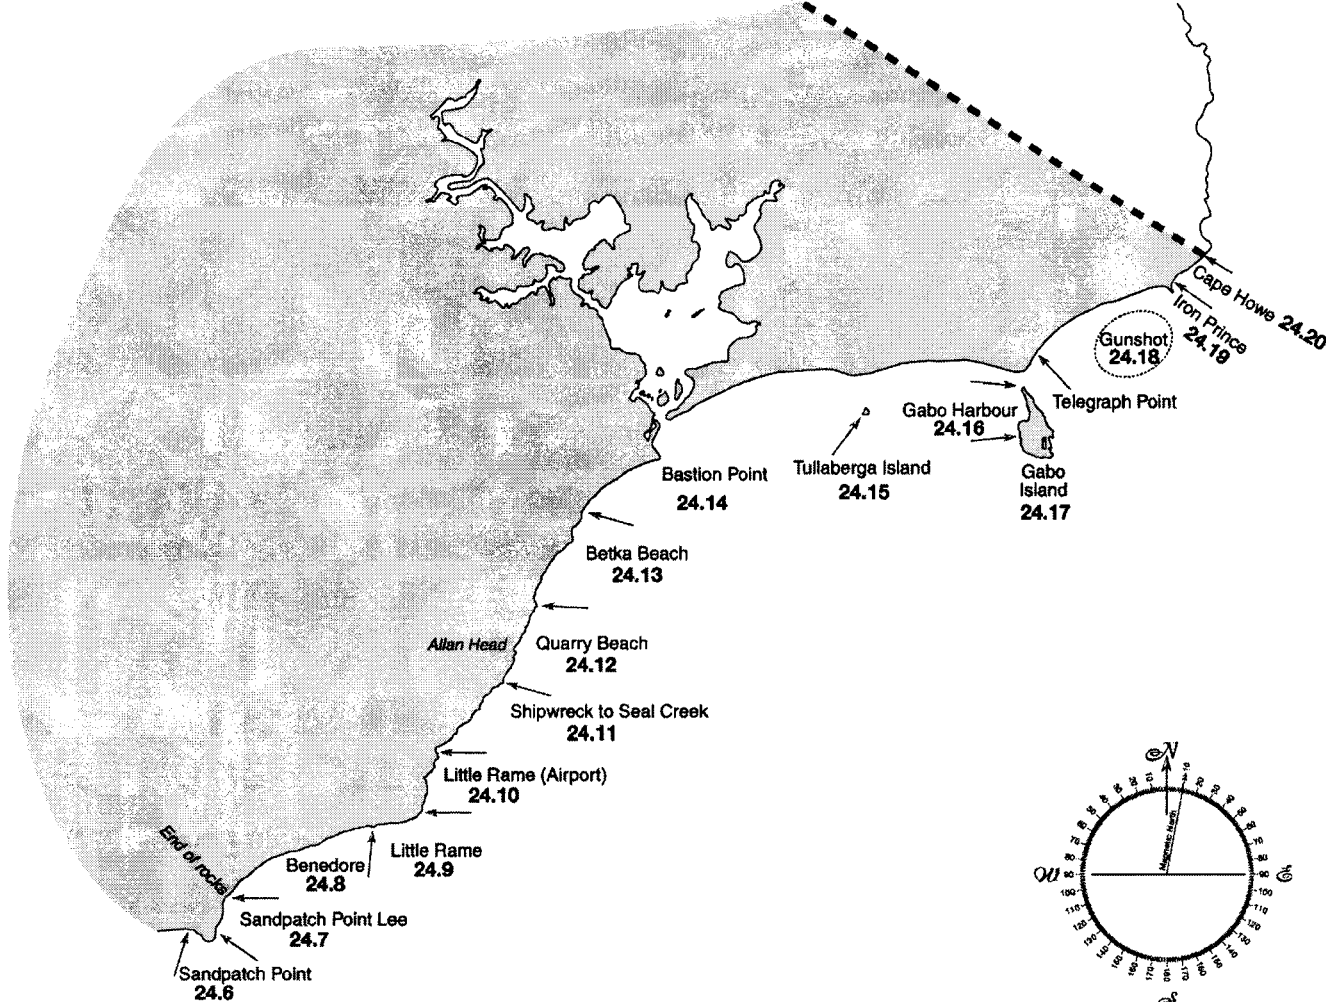 Cape Howe 24.20
Iron Prince
24.19
Gunshot
24.18
Telegraph Point
Gabo Harbour
24.16
Tullaberga Island
24.15
Gabo
Island
24.17
Bastion Point
24.14
Betka Beach
24.13
Allan Head
Quarry Beach
24.12
Shipwreck to Seal Creek
24.11
Little Rame (Airport)
24.10
Little Rame
24.9
Benedore
24.8
End of rocks
Sandpatch Point Lee
24.7
Sandpatch Point
24.6
N
Magnetic North
W
S